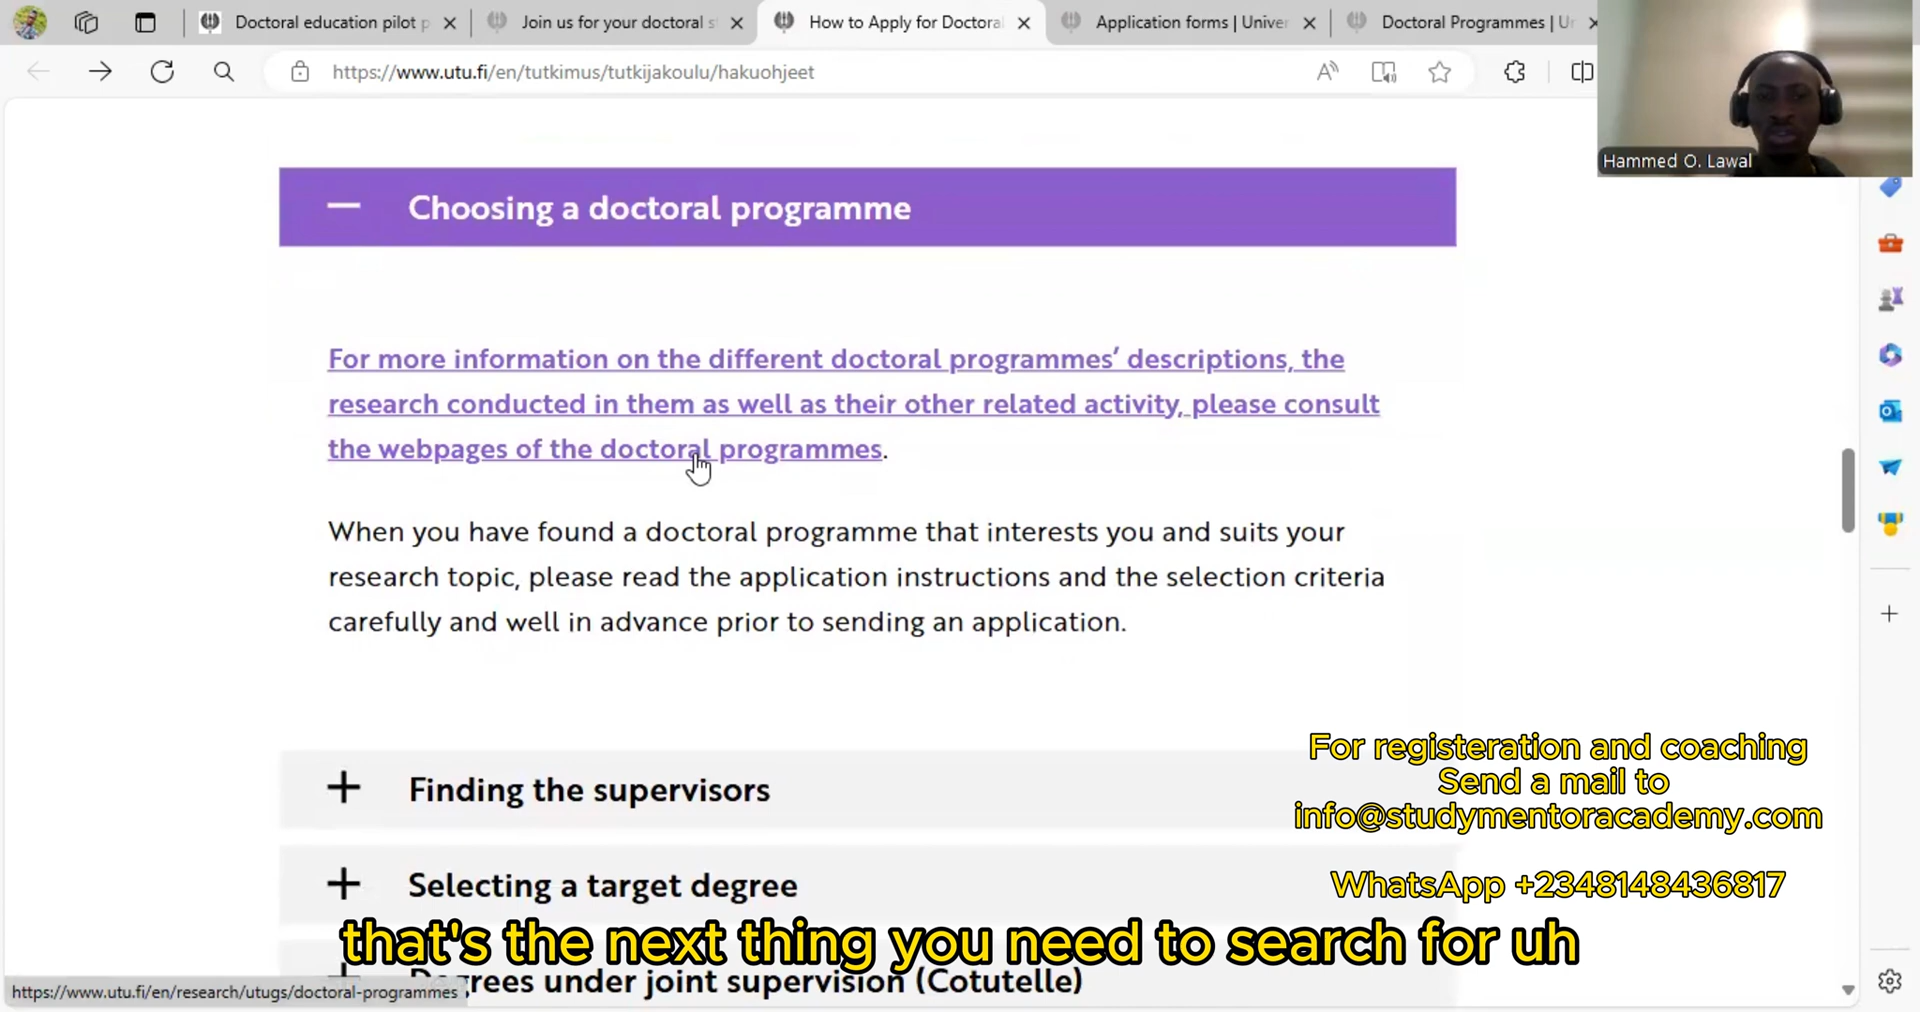 Doctoral education pilot p
Join us for your doctoral s
How to Apply for Doctora
Application forms | Univer
Doctoral Programmes | Un
https://www.utu.fi/en/tutkimus/tutkijakoulu/hakuohjeet
Hammed O. Lawal
Choosing a doctoral programme
For more information on the different doctoral programmes' descriptions, the
research conducted in them as well as their other related activity, please consult
the webpages of the doctoral programmes.
When you have found a doctoral programme that interests you and suits your
research topic, please read the application instructions and the selection criteria
carefully and well in advance prior to sending an application.
For registeration and coaching
Send a mail to
info@studymentoracademy.com
WhatsApp +2348148436817
Finding the supervisors
Selecting a target degree
that's the next thing you need to search for uh
Degrees under joint supervision (Cotutelle)
https://www.utu.fi/en/research/utugs/doctoral-programmes